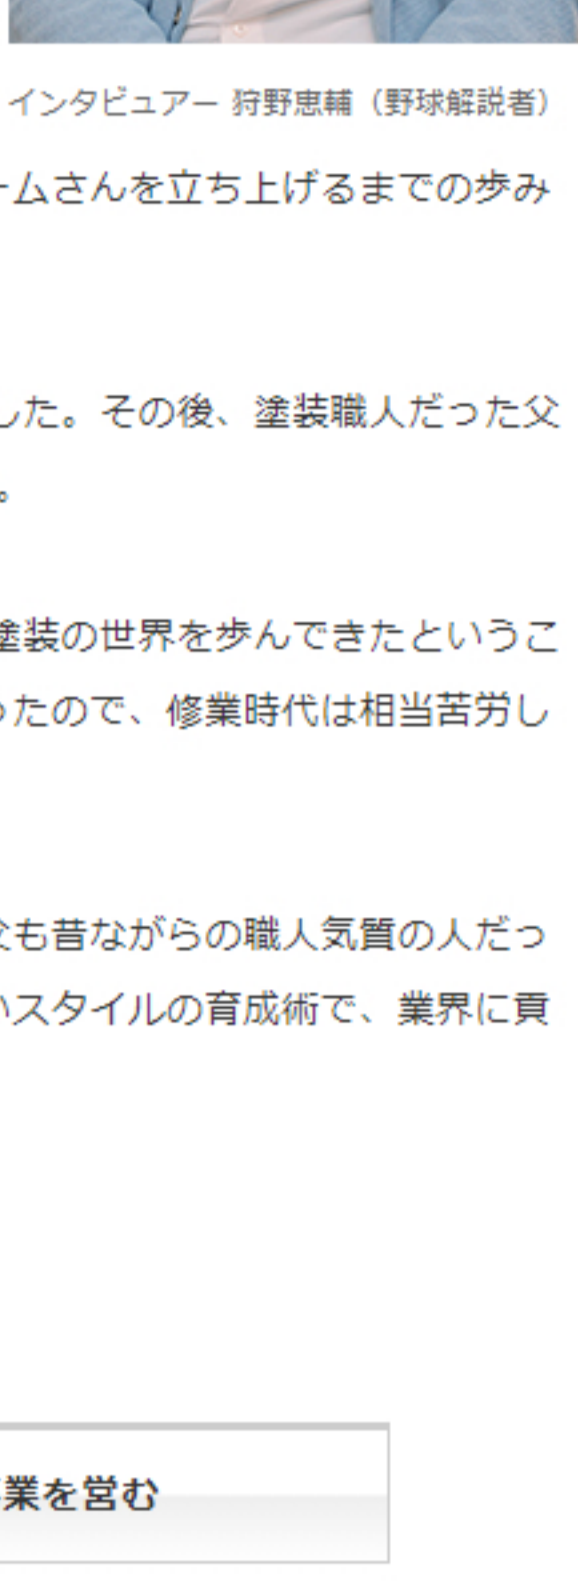 インタビュアー 狩野恵輔（野球解説者）
ームさんを立ち上げるまでの歩み
した。その後、塗装職人だった父
。
塗装の世界を歩んできたというこ
ったので、修業時代は相当苦労し
父も昔ながらの職人気質の人だっ
いスタイルの育成術で、業界に貢
業を営む